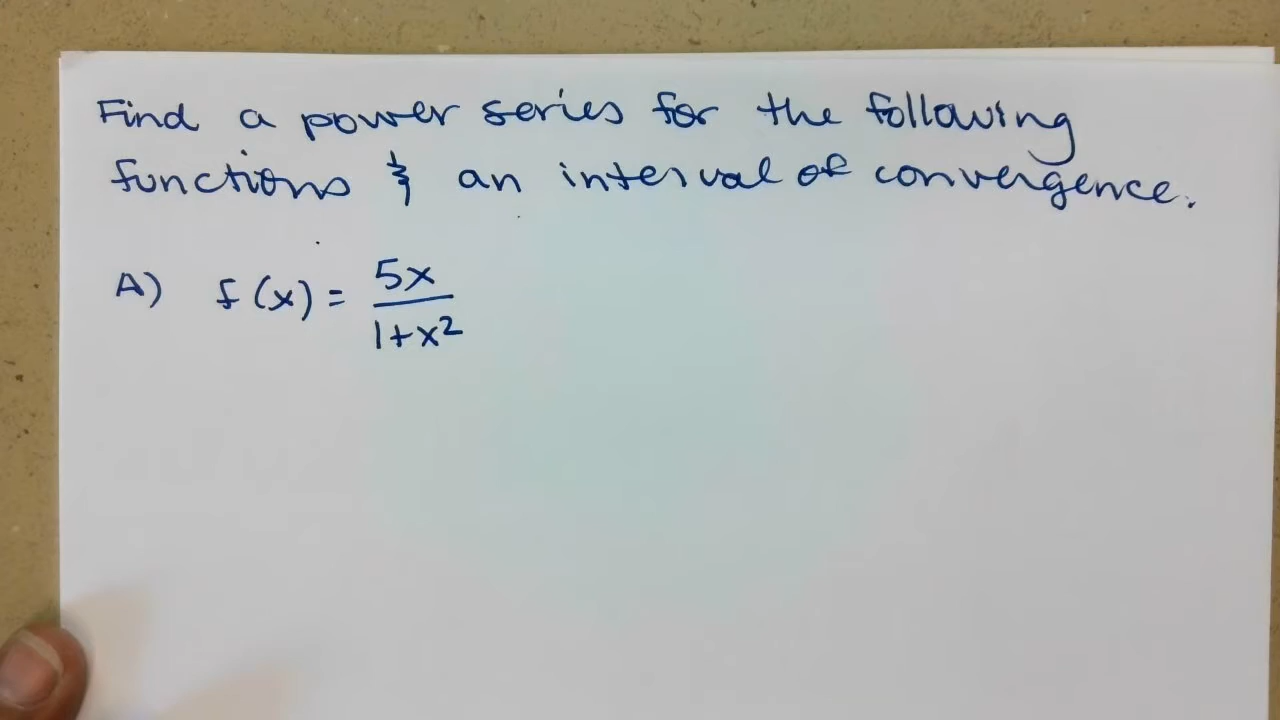 Find a power series for the following
functions & an interval of convergence.
A) f(x) = 5x / 1+x²